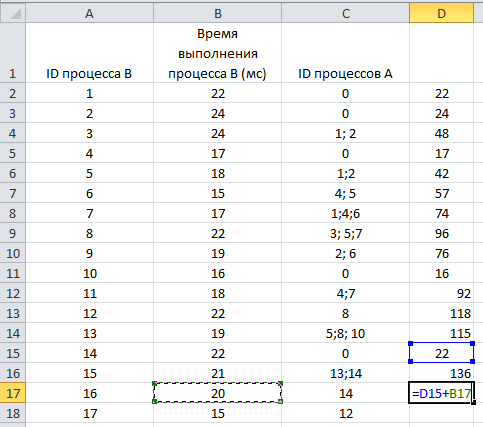 A B C D
1 ID процесса B Время выполнения процесса B (мс) ID процессов A
2 1 22 0 22
3 2 24 0 24
4 3 24 1; 2 48
5 4 17 0 17
6 5 18 1;2 42
7 6 15 4; 5 57
8 7 17 1;4;6 74
9 8 22 3; 5;7 96
10 9 19 2; 6 76
11 10 16 0 16
12 11 18 4;7 92
13 12 22 8 118
14 13 19 5;8; 10 115
15 14 22 0 22
16 15 21 13;14 136
17 16 20 14 =D15+B17
18 17 15 12